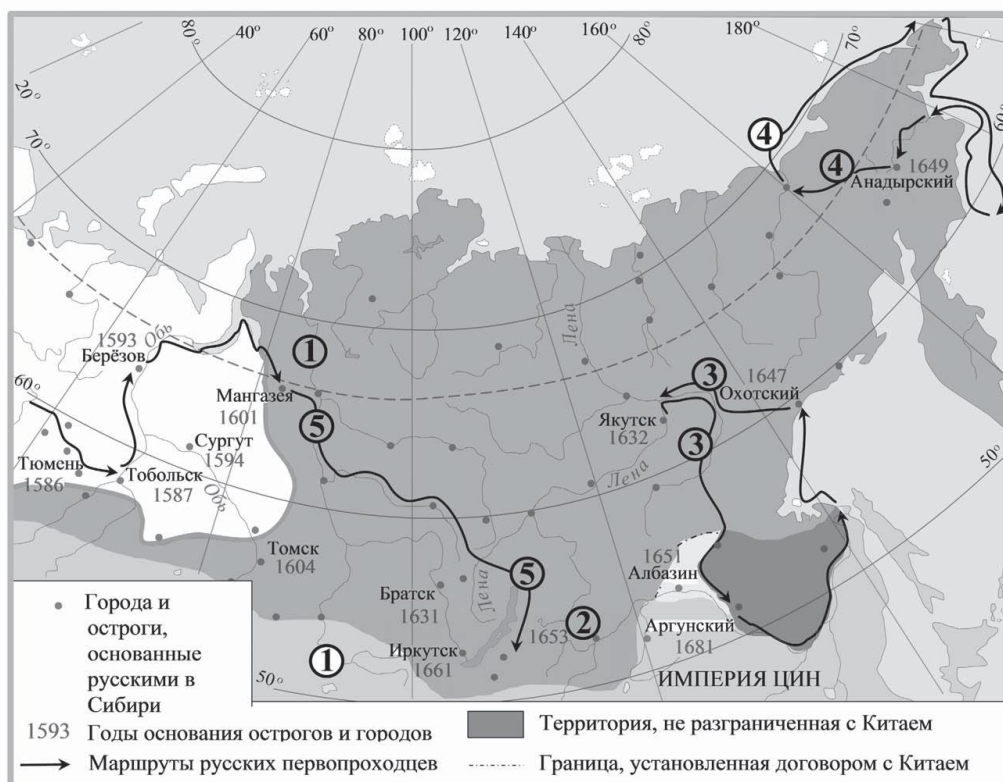 80°
40°
60°
100°
120°
140°
160°
80°
180°
70°
20°
70°
60°
4
4
1649
Анадырский
Лена
1593
Обь
Берёзов
1
3
1647
Охотский
60°
Мангазея
1601
5
Якутск
1632
3
50°
Сургут
1594
Тюмень
1586
Тобольск
1587
Обь
Лена
Томск
1604
1651
Албазин
5
Братск
1631
Лена
2
1653
Аргунский
1681
Иркутск
1661
1
50°
ИМПЕРИЯ ЦИН
Города и
остроги,
основанные
русскими в
Сибири
1593 Годы основания острогов и городов
Маршруты русских первопроходцев
Территория, не разграниченная с Китаем
Граница, установленная договором с Китаем